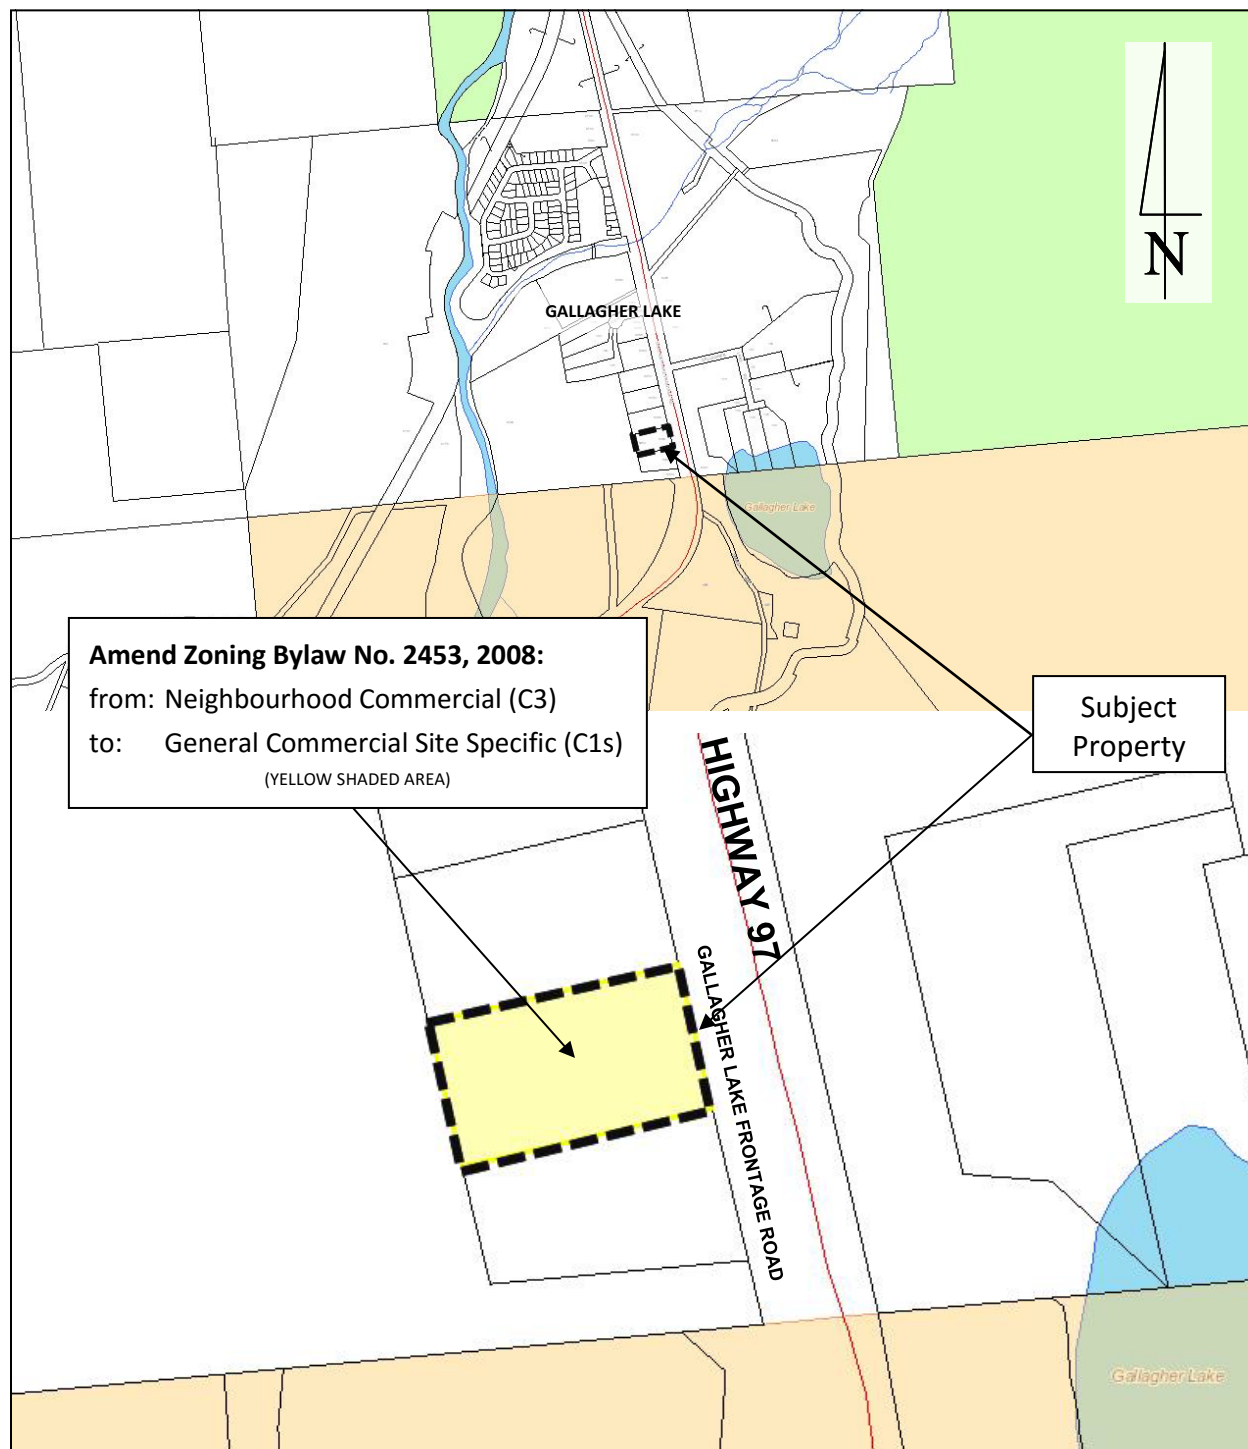 N
GALLAGHER LAKE
Gallagher Lake
Amend Zoning Bylaw No. 2453, 2008:
from: Neighbourhood Commercial (C3)
to: General Commercial Site Specific (C1s)
(YELLOW SHADED AREA)
Subject
Property
HIGHWAY 97
GALLAGHER LAKE FRONTAGE ROAD
Gallagher Lake